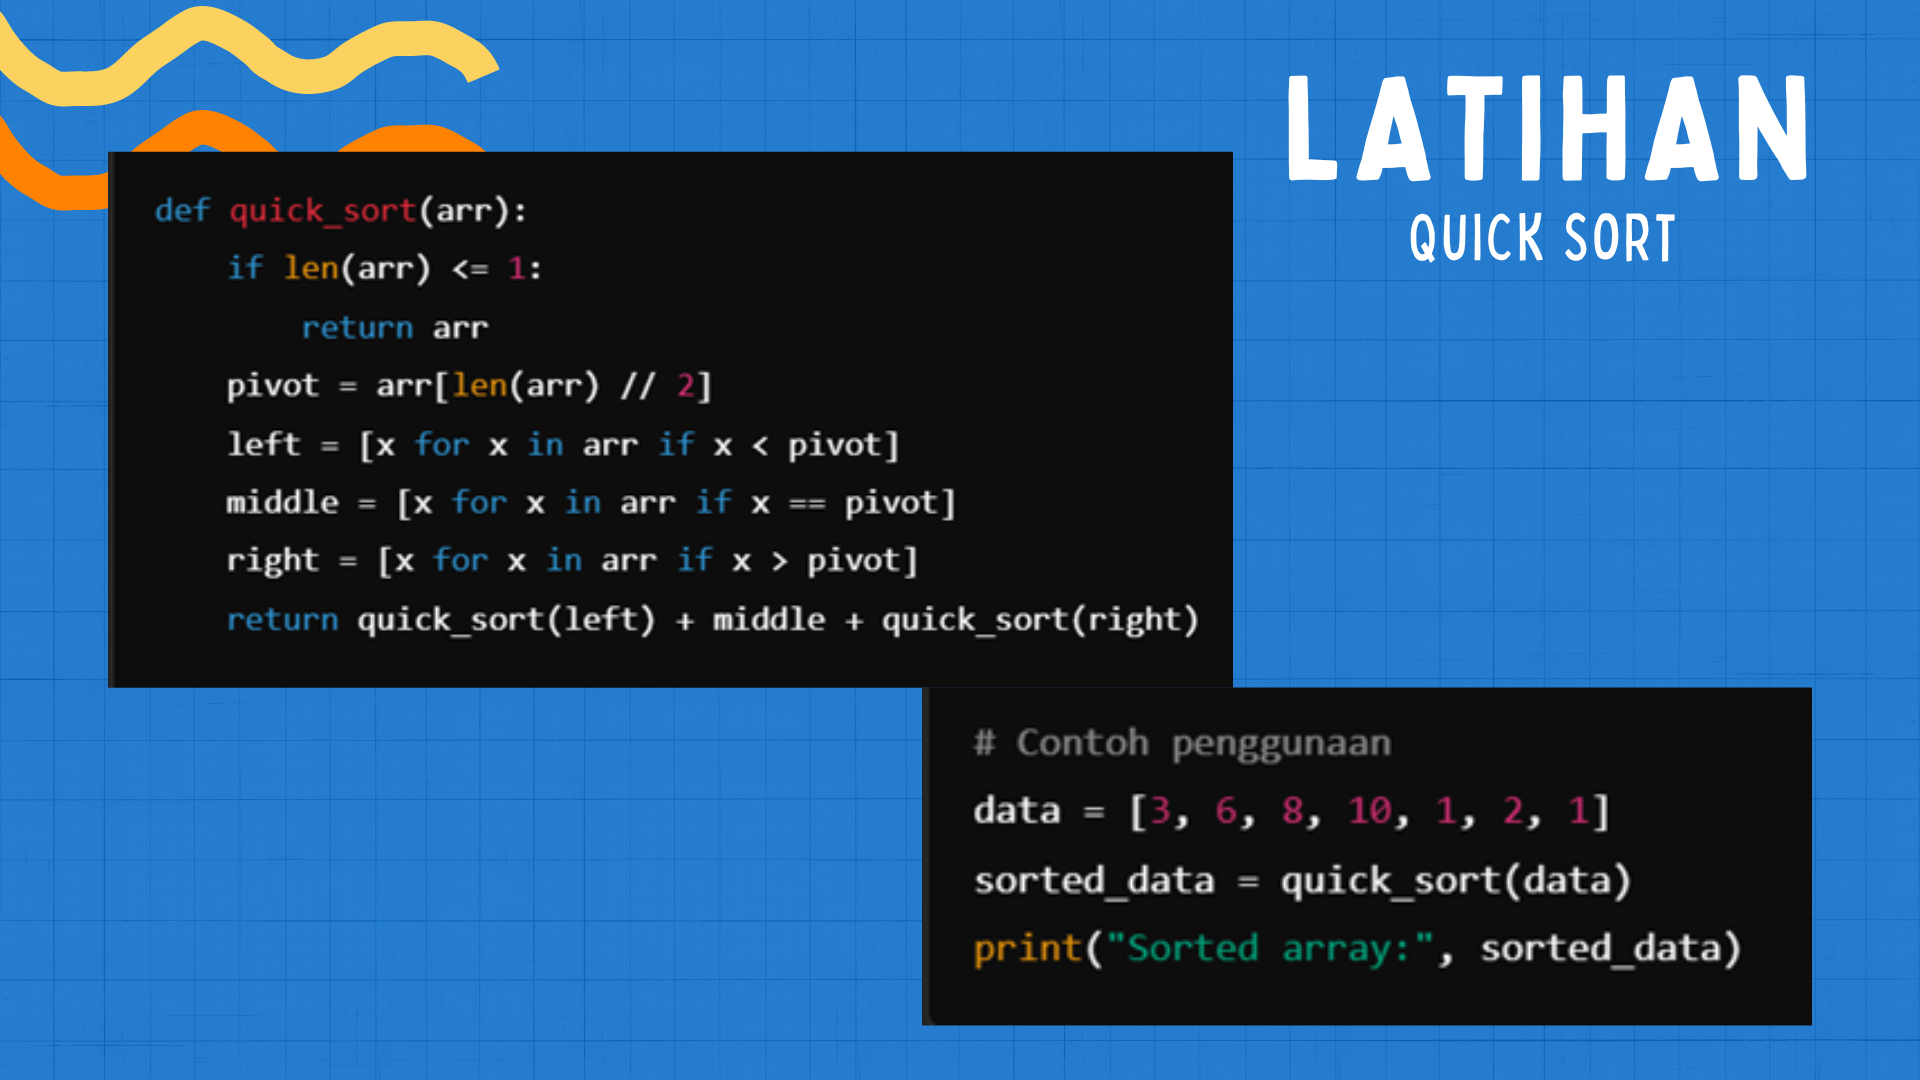 LATIHAN
QUICK SORT
def quick_sort(arr):
    if len(arr) <= 1:
        return arr
    pivot = arr[len(arr) // 2]
    left = [x for x in arr if x < pivot]
    middle = [x for x in arr if x == pivot]
    right = [x for x in arr if x > pivot]
    return quick_sort(left) + middle + quick_sort(right)
# Contoh penggunaan
data = [3, 6, 8, 10, 1, 2, 1]
sorted_data = quick_sort(data)
print("Sorted array:", sorted_data)